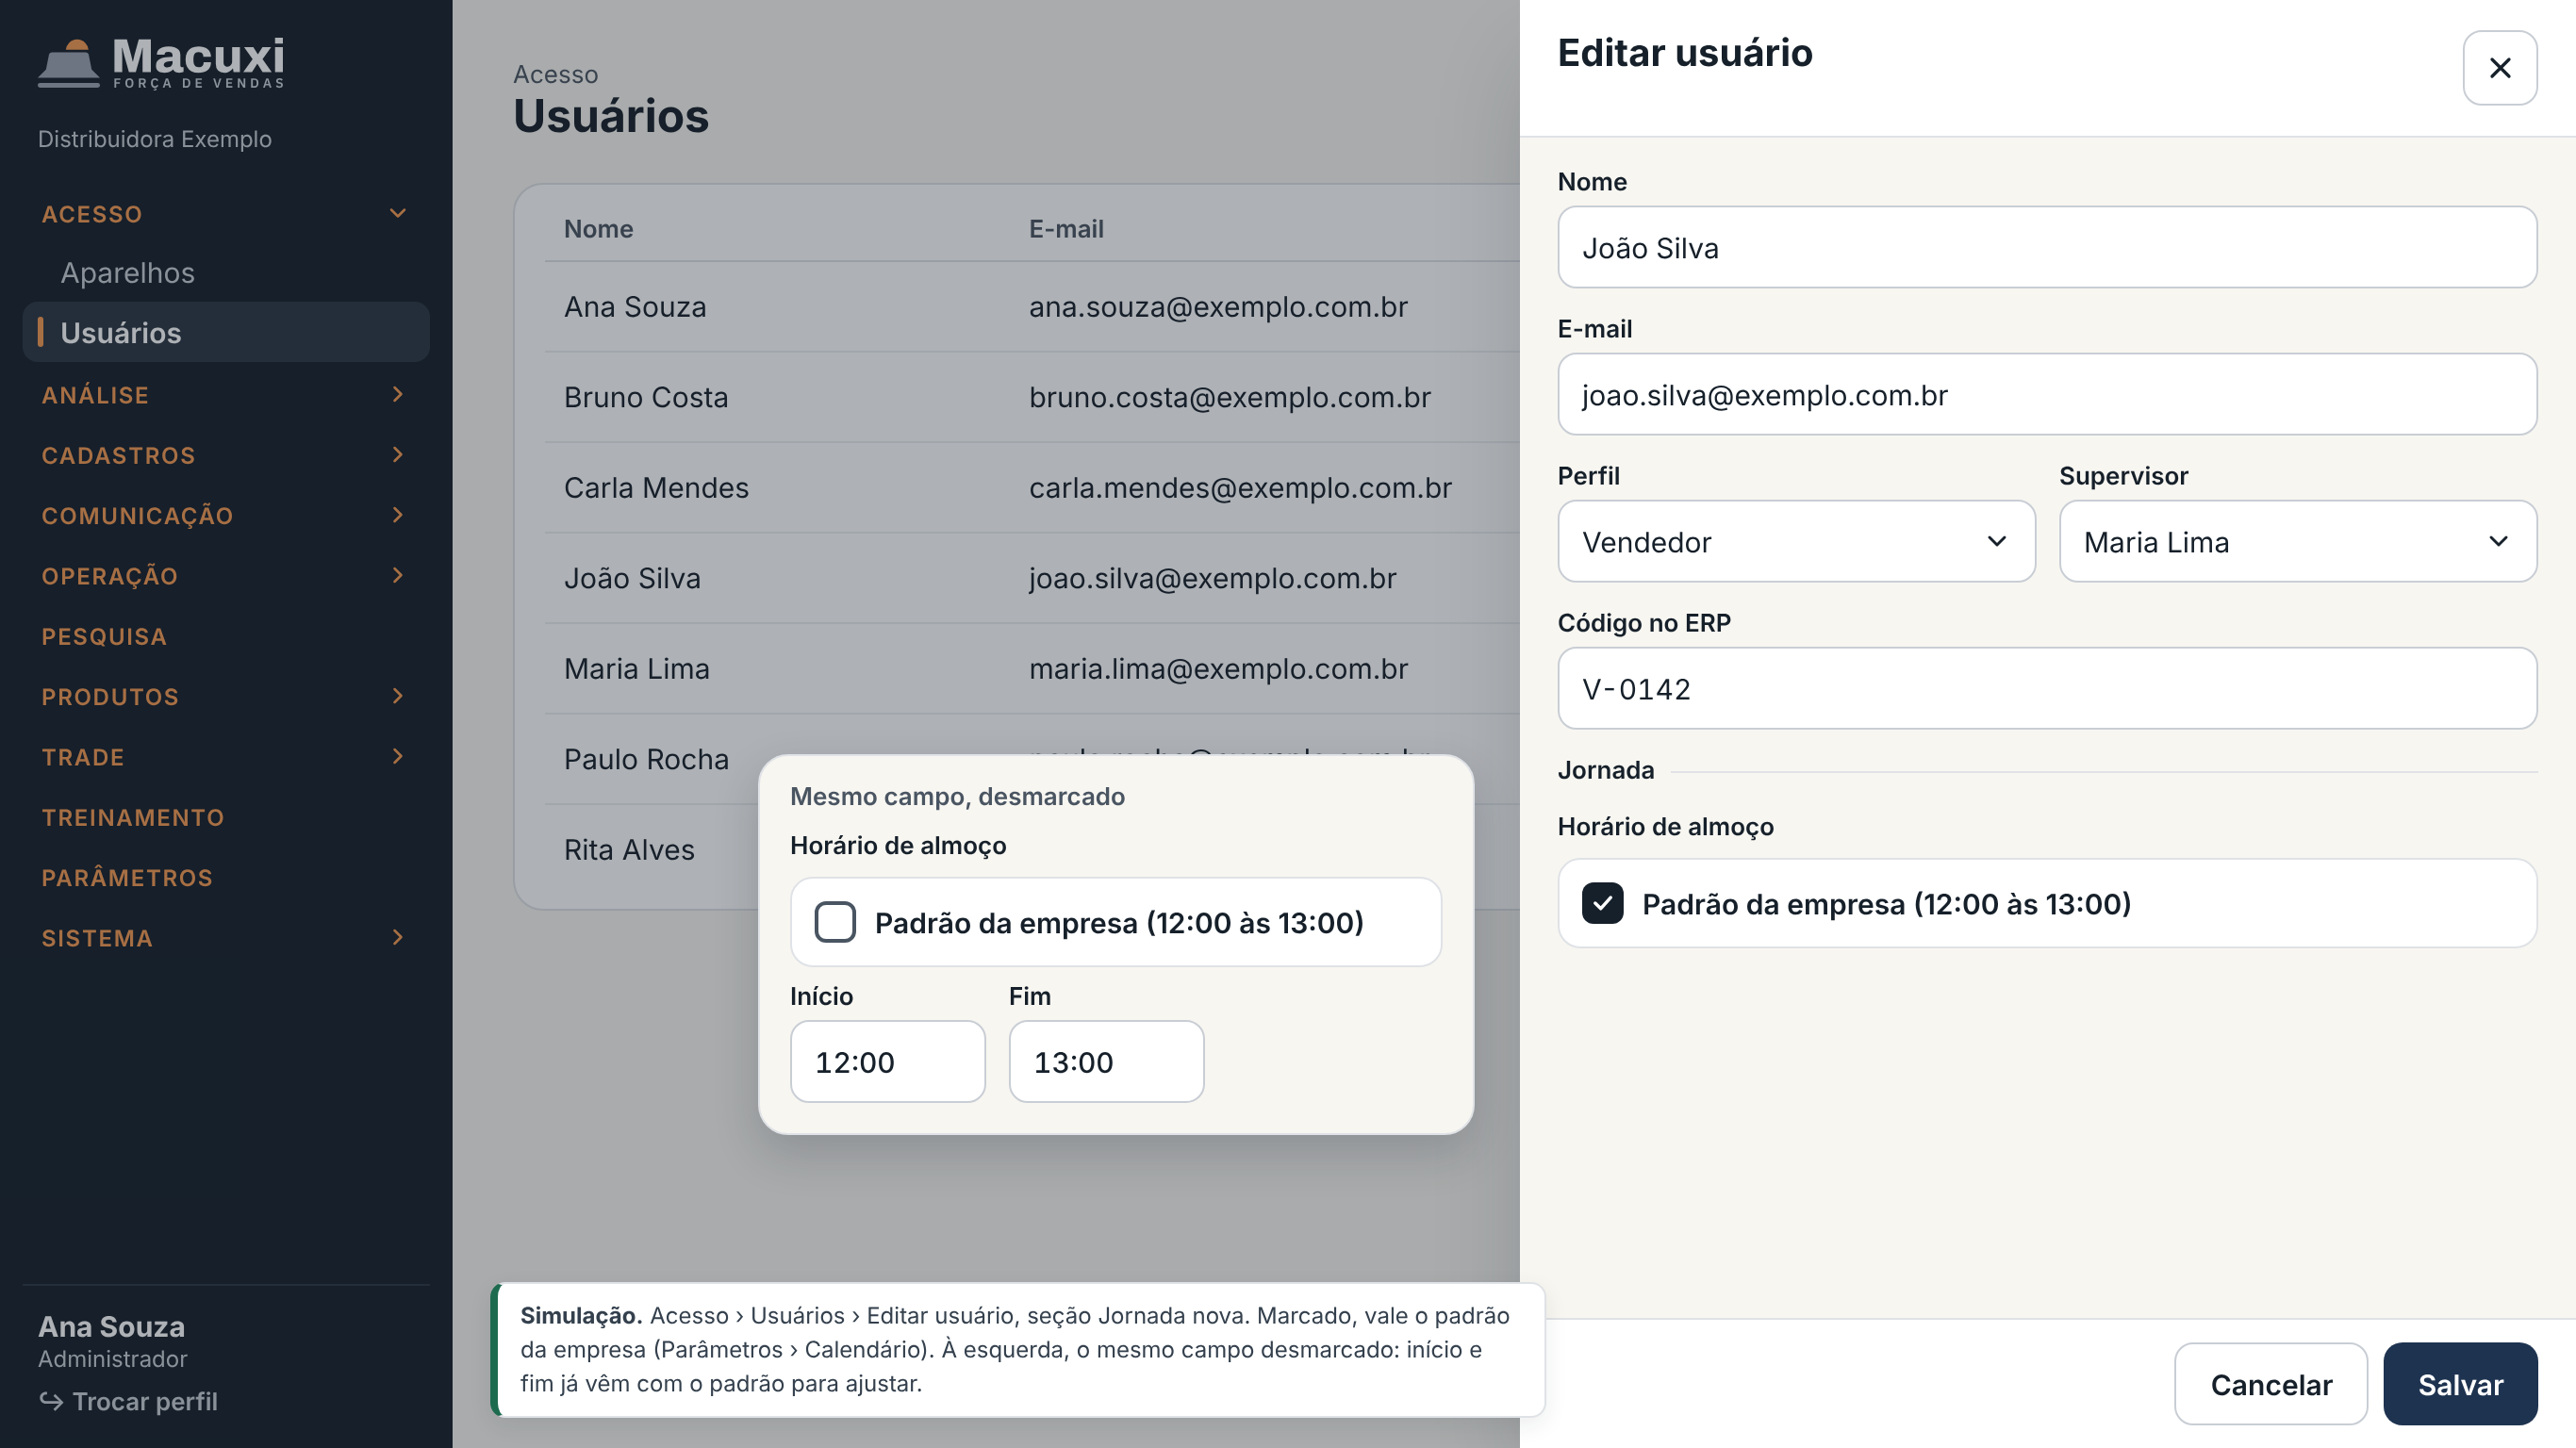 Macuxi
FORÇA DE VENDAS
Distribuidora Exemplo
ACESSO
Aparelhos
Usuários
ANÁLISE
CADASTROS
COMUNICAÇÃO
OPERAÇÃO
PESQUISA
PRODUTOS
TRADE
TREINAMENTO
PARÂMETROS
SISTEMA
Ana Souza
Administrador
Trocar perfil
Acesso
Usuários
Nome E-mail
Ana Souza ana.souza@exemplo.com.br
Bruno Costa bruno.costa@exemplo.com.br
Carla Mendes carla.mendes@exemplo.com.br
João Silva joao.silva@exemplo.com.br
Maria Lima maria.lima@exemplo.com.br
Paulo Rocha
Rita Alves
Mesmo campo, desmarcado
Horário de almoço
Padrão da empresa (12:00 às 13:00)
Início Fim
12:00 13:00
Simulação. Acesso › Usuários › Editar usuário, seção Jornada nova. Marcado, vale o padrão
da empresa (Parâmetros › Calendário). À esquerda, o mesmo campo desmarcado: início e
fim já vêm com o padrão para ajustar.
Editar usuário
Nome
João Silva
E-mail
joao.silva@exemplo.com.br
Perfil Supervisor
Vendedor Maria Lima
Código no ERP
V-0142
Jornada
Horário de almoço
Padrão da empresa (12:00 às 13:00)
Cancelar Salvar